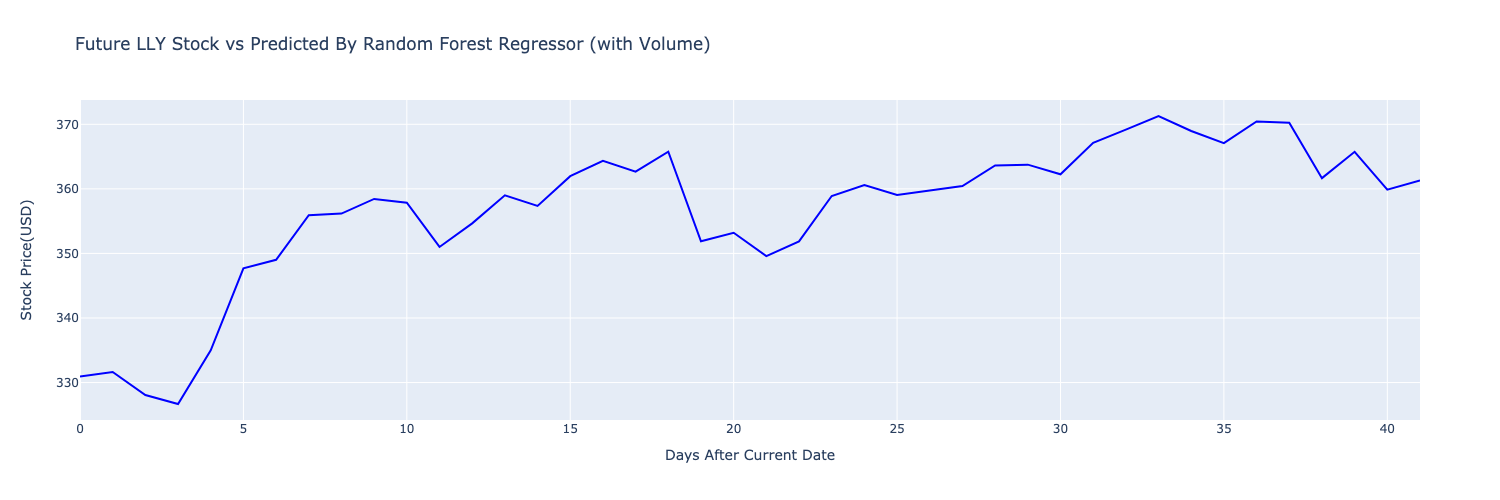 Future LLY Stock vs Predicted By Random Forest Regressor (with Volume)
Stock Price(USD)
370
360
350
340
330
0 5 10 15 20 25 30 35 40
Days After Current Date